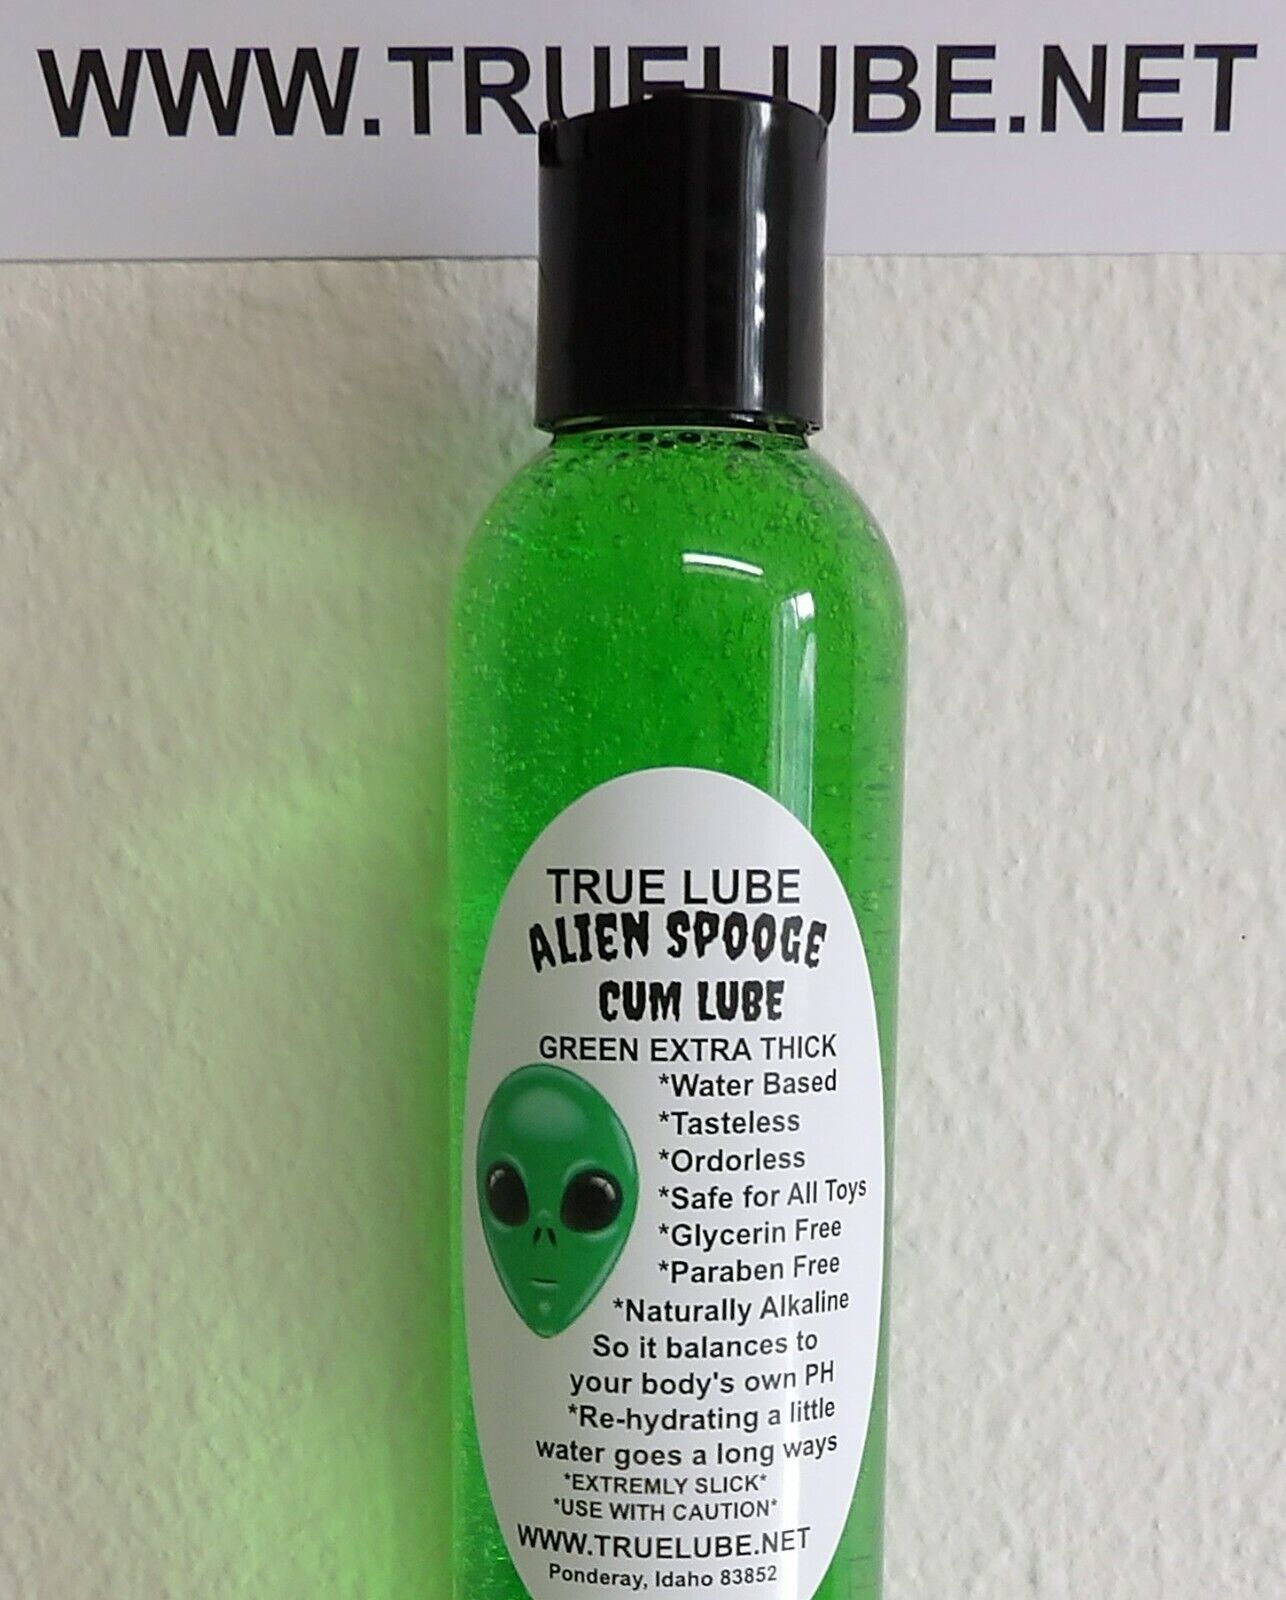 WWW.TRUELUBE.NET
TRUE LUBE
ALIEN SPOOGE
CUM LUBE
GREEN EXTRA THICK
*Water Based
*Tasteless
*Ordorless
*Safe for All Toys
*Glycerin Free
*Paraben Free
*Naturally Alkaline
So it balances to
your body's own PH
*Re-hydrating a little
water goes a long ways
*EXTREMLY SLICK*
*USE WITH CAUTION*
WWW.TRUELUBE.NET
Ponderay, Idaho 83852